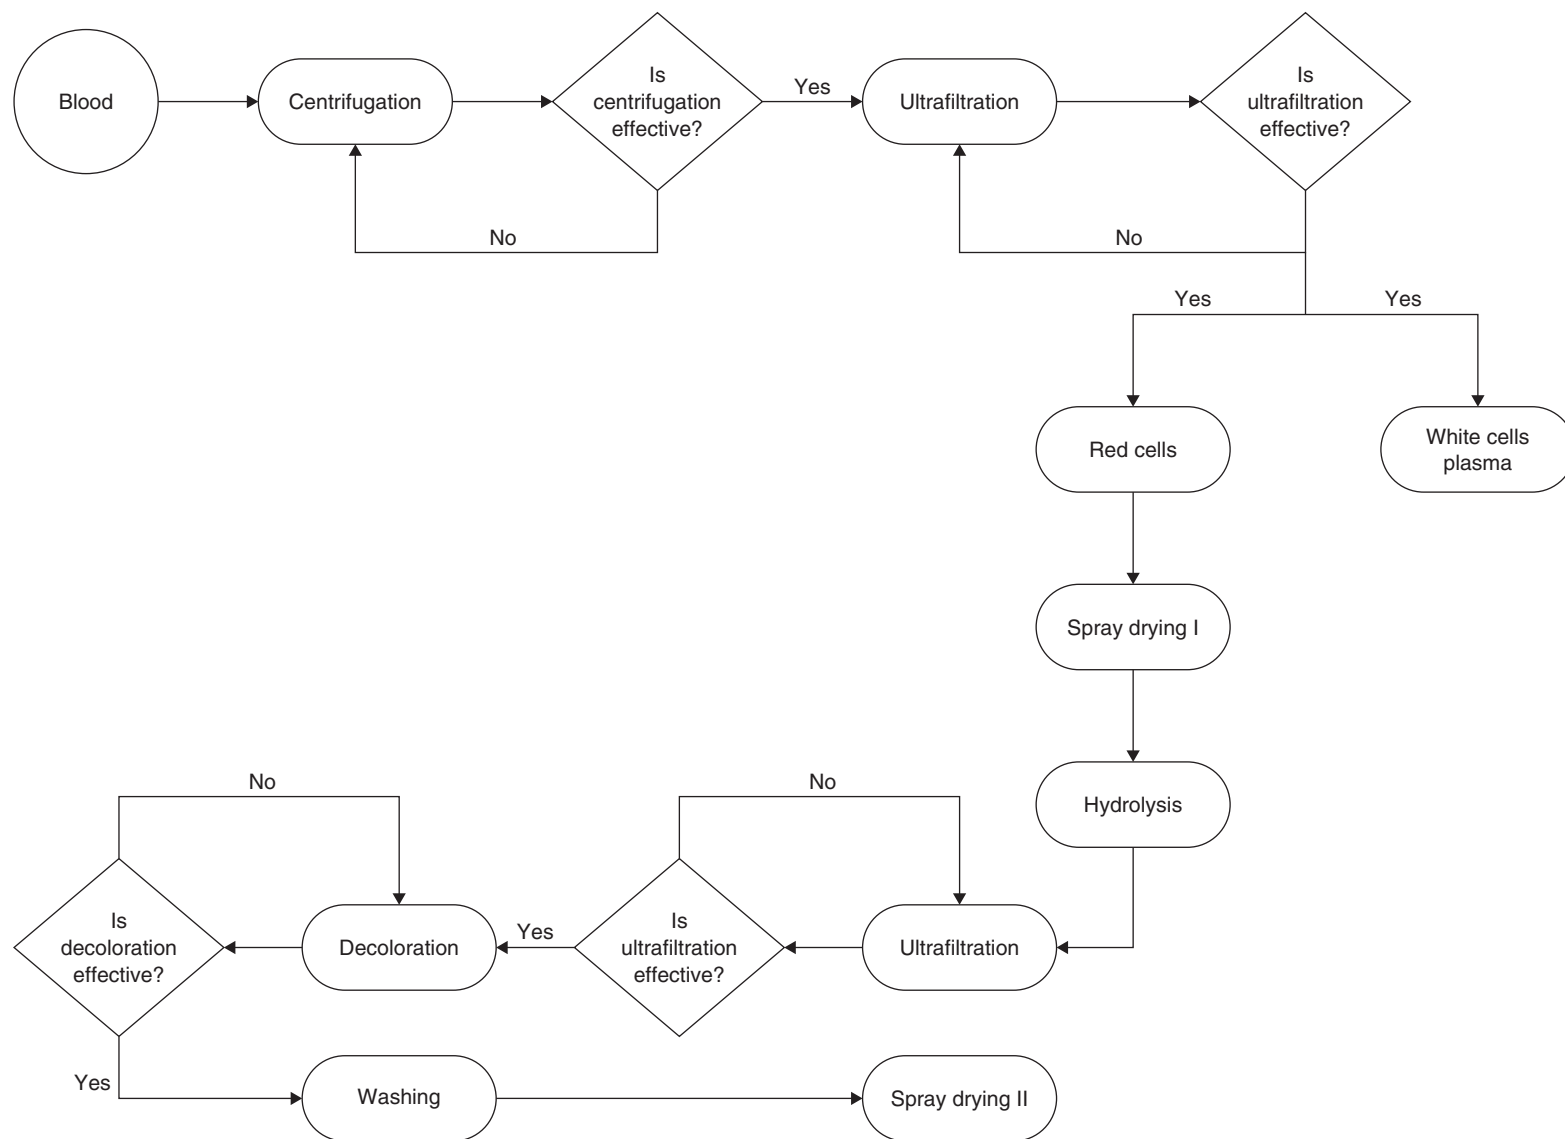 Blood
Centrifugation
Is
centrifugation
effective?
Yes
Ultrafiltration
Is
ultrafiltration
effective?
No
No
Yes
Yes
Red cells
White cells
plasma
Spray drying I
Hydrolysis
No
No
Is
decoloration
effective?
Decoloration
Yes
Is
ultrafiltration
effective?
Ultrafiltration
Yes
Washing
Spray drying II